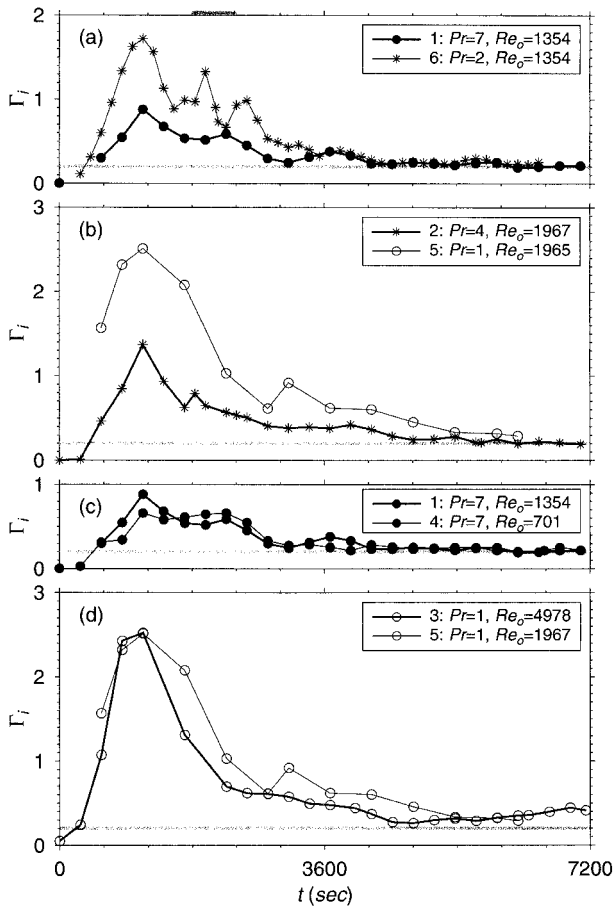 2
(a)
1: Pr=7, Reo=1354
6: Pr=2, Reo=1354
Γi
1
0
3
(b)
2: Pr=4, Reo=1967
5: Pr=1, Reo=1965
2
Γi
1
0
1
(c)
1: Pr=7, Reo=1354
4: Pr=7, Reo=701
Γi
0
3
(d)
3: Pr=1, Reo=4978
5: Pr=1, Reo=1967
2
Γi
1
0
0
3600
7200
t (sec)